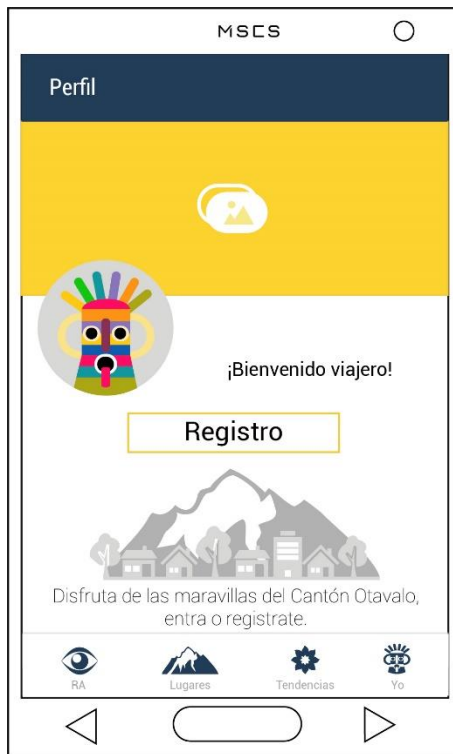 MSCS
Perfil
¡Bienvenido viajero!
Registro
Disfruta de las maravillas del Cantón Otavalo,
entra o registrate.
RA
Lugares
Tendencias
Yo